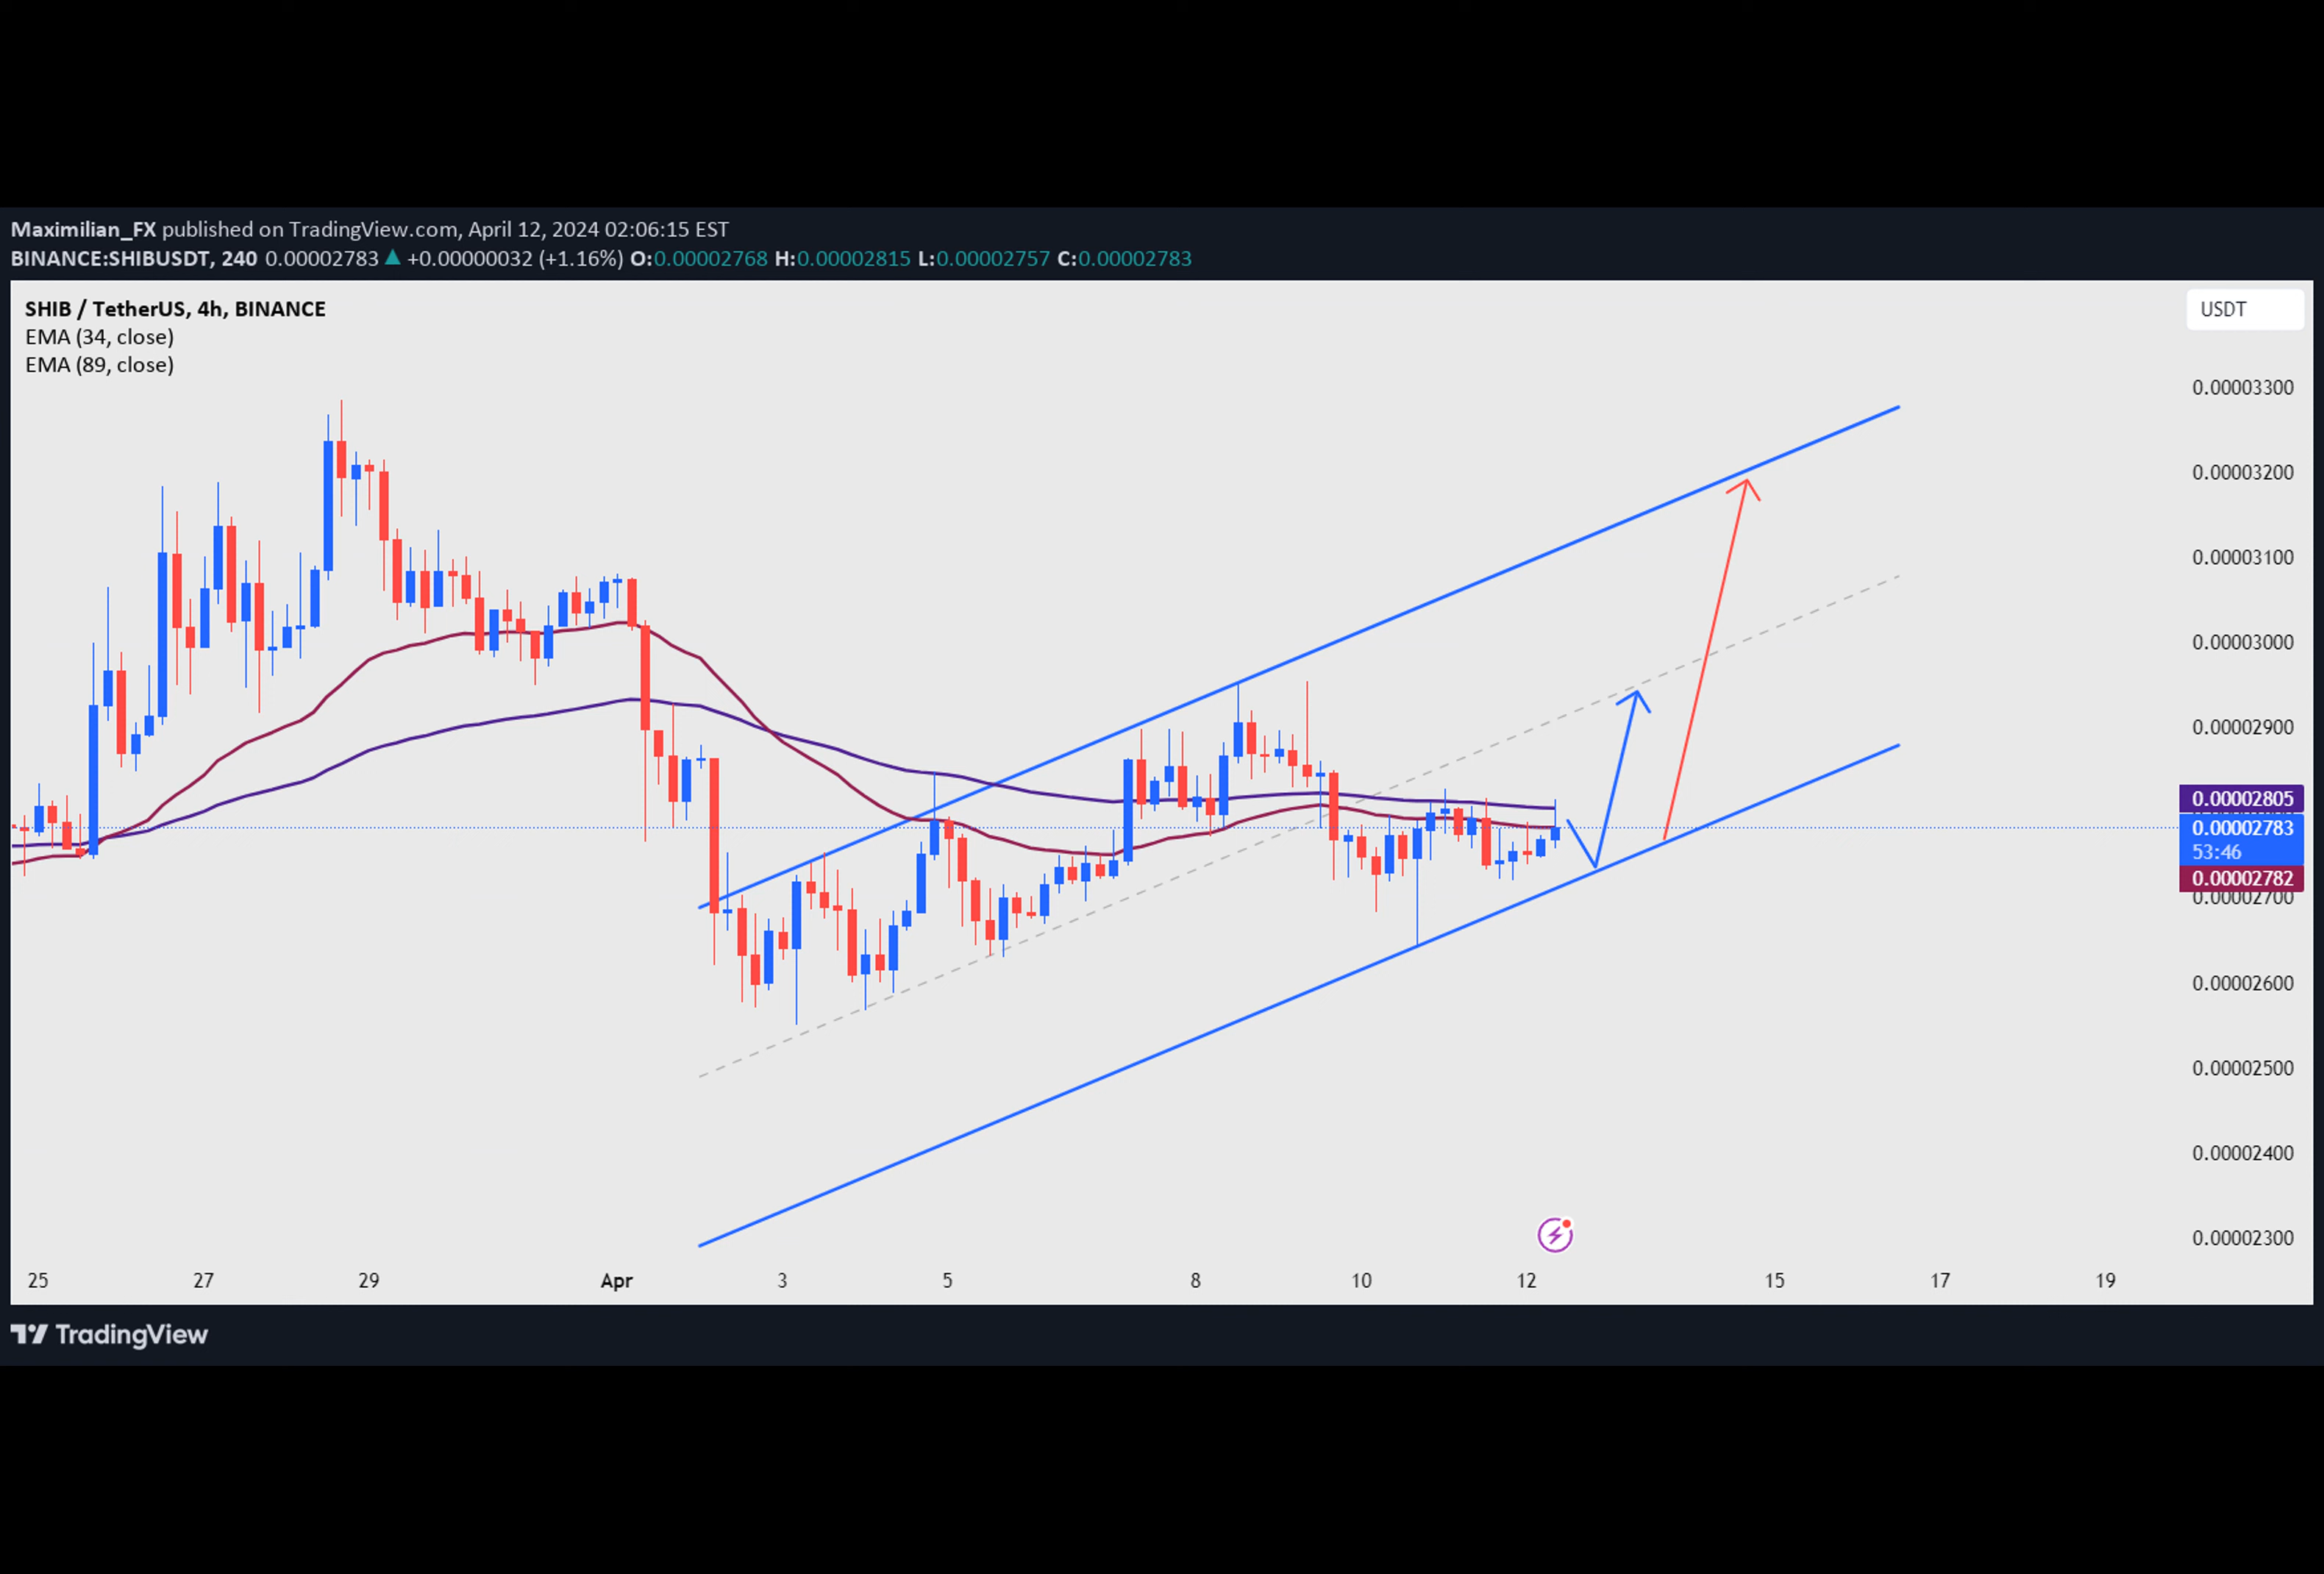 Maximilian_FX published on TradingView.com, April 12, 2024 02:06:15 EST
BINANCE:SHIBUSDT, 240 0.00002783 ▲ +0.00000032 (+1.16%) O:0.00002768 H:0.00002815 L:0.00002757 C:0.00002783
SHIB / TetherUS, 4h, BINANCE
EMA (34, close)
EMA (89, close)
USDT
0.00003300
0.00003200
0.00003100
0.00003000
0.00002900
0.00002805
0.00002783
53:46
0.00002782
0.00002700
0.00002600
0.00002500
0.00002400
0.00002300
25 27 29 Apr 3 5 8 10 12 15 17 19
TradingView